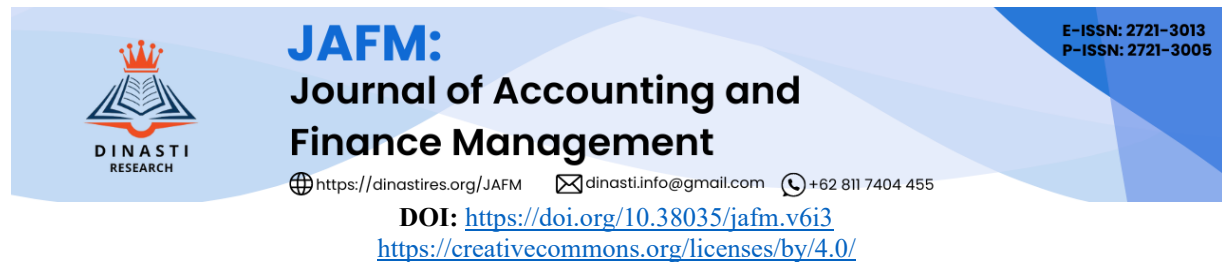 JAFM:
Journal of Accounting and
Finance Management
E-ISSN: 2721-3013
P-ISSN: 2721-3005
DINASTI
RESEARCH
https://dinastires.org/JAFM dinasti.info@gmail.com +62 811 7404 455
DOI: https://doi.org/10.38035/jafm.v6i3
https://creativecommons.org/licenses/by/4.0/